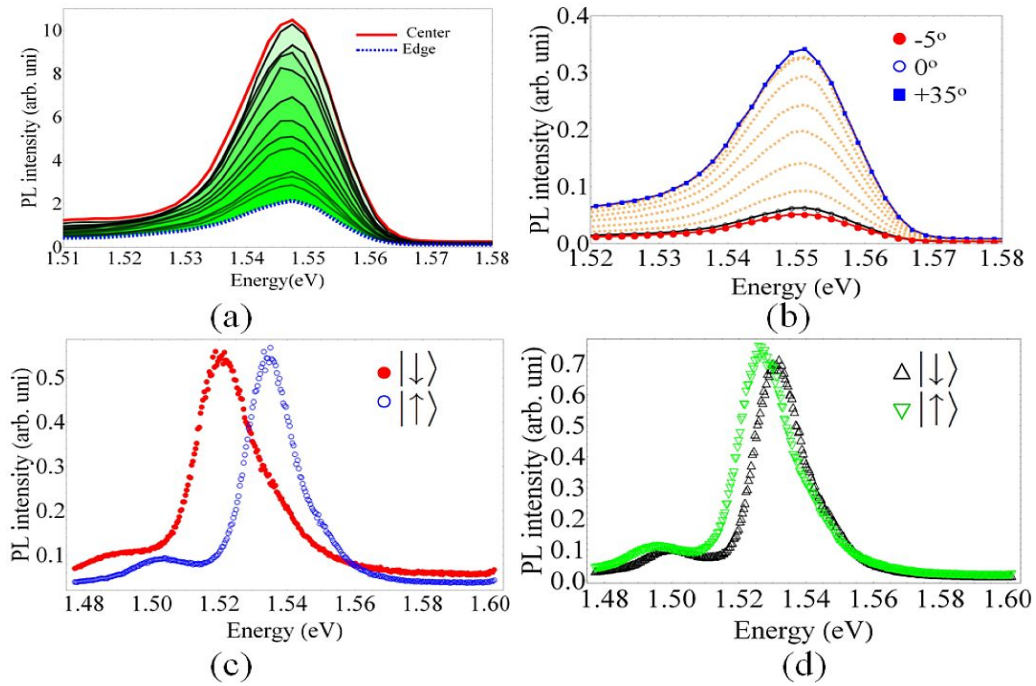 PL intensity (arb. uni)
10
8
6
4
2
0
Center
Edge
1.51 1.52 1.53 1.54 1.55 1.56 1.57 1.58
Energy(eV)
(a)
PL intensity (arb. uni)
0.4
0.3
0.2
0.1
0.0
-5°
0°
+35°
1.52 1.53 1.54 1.55 1.56 1.57 1.58
Energy (eV)
(b)
PL intensity (arb. uni)
0.5
0.4
0.3
0.2
0.1
|↓⟩
|↑⟩
1.48 1.50 1.52 1.54 1.56 1.58 1.60
Energy (eV)
(c)
PL intensity (arb. uni)
0.7
0.6
0.5
0.4
0.3
0.2
0.1
0.0
|↓⟩
|↑⟩
1.48 1.50 1.52 1.54 1.56 1.58 1.60
Energy (eV)
(d)